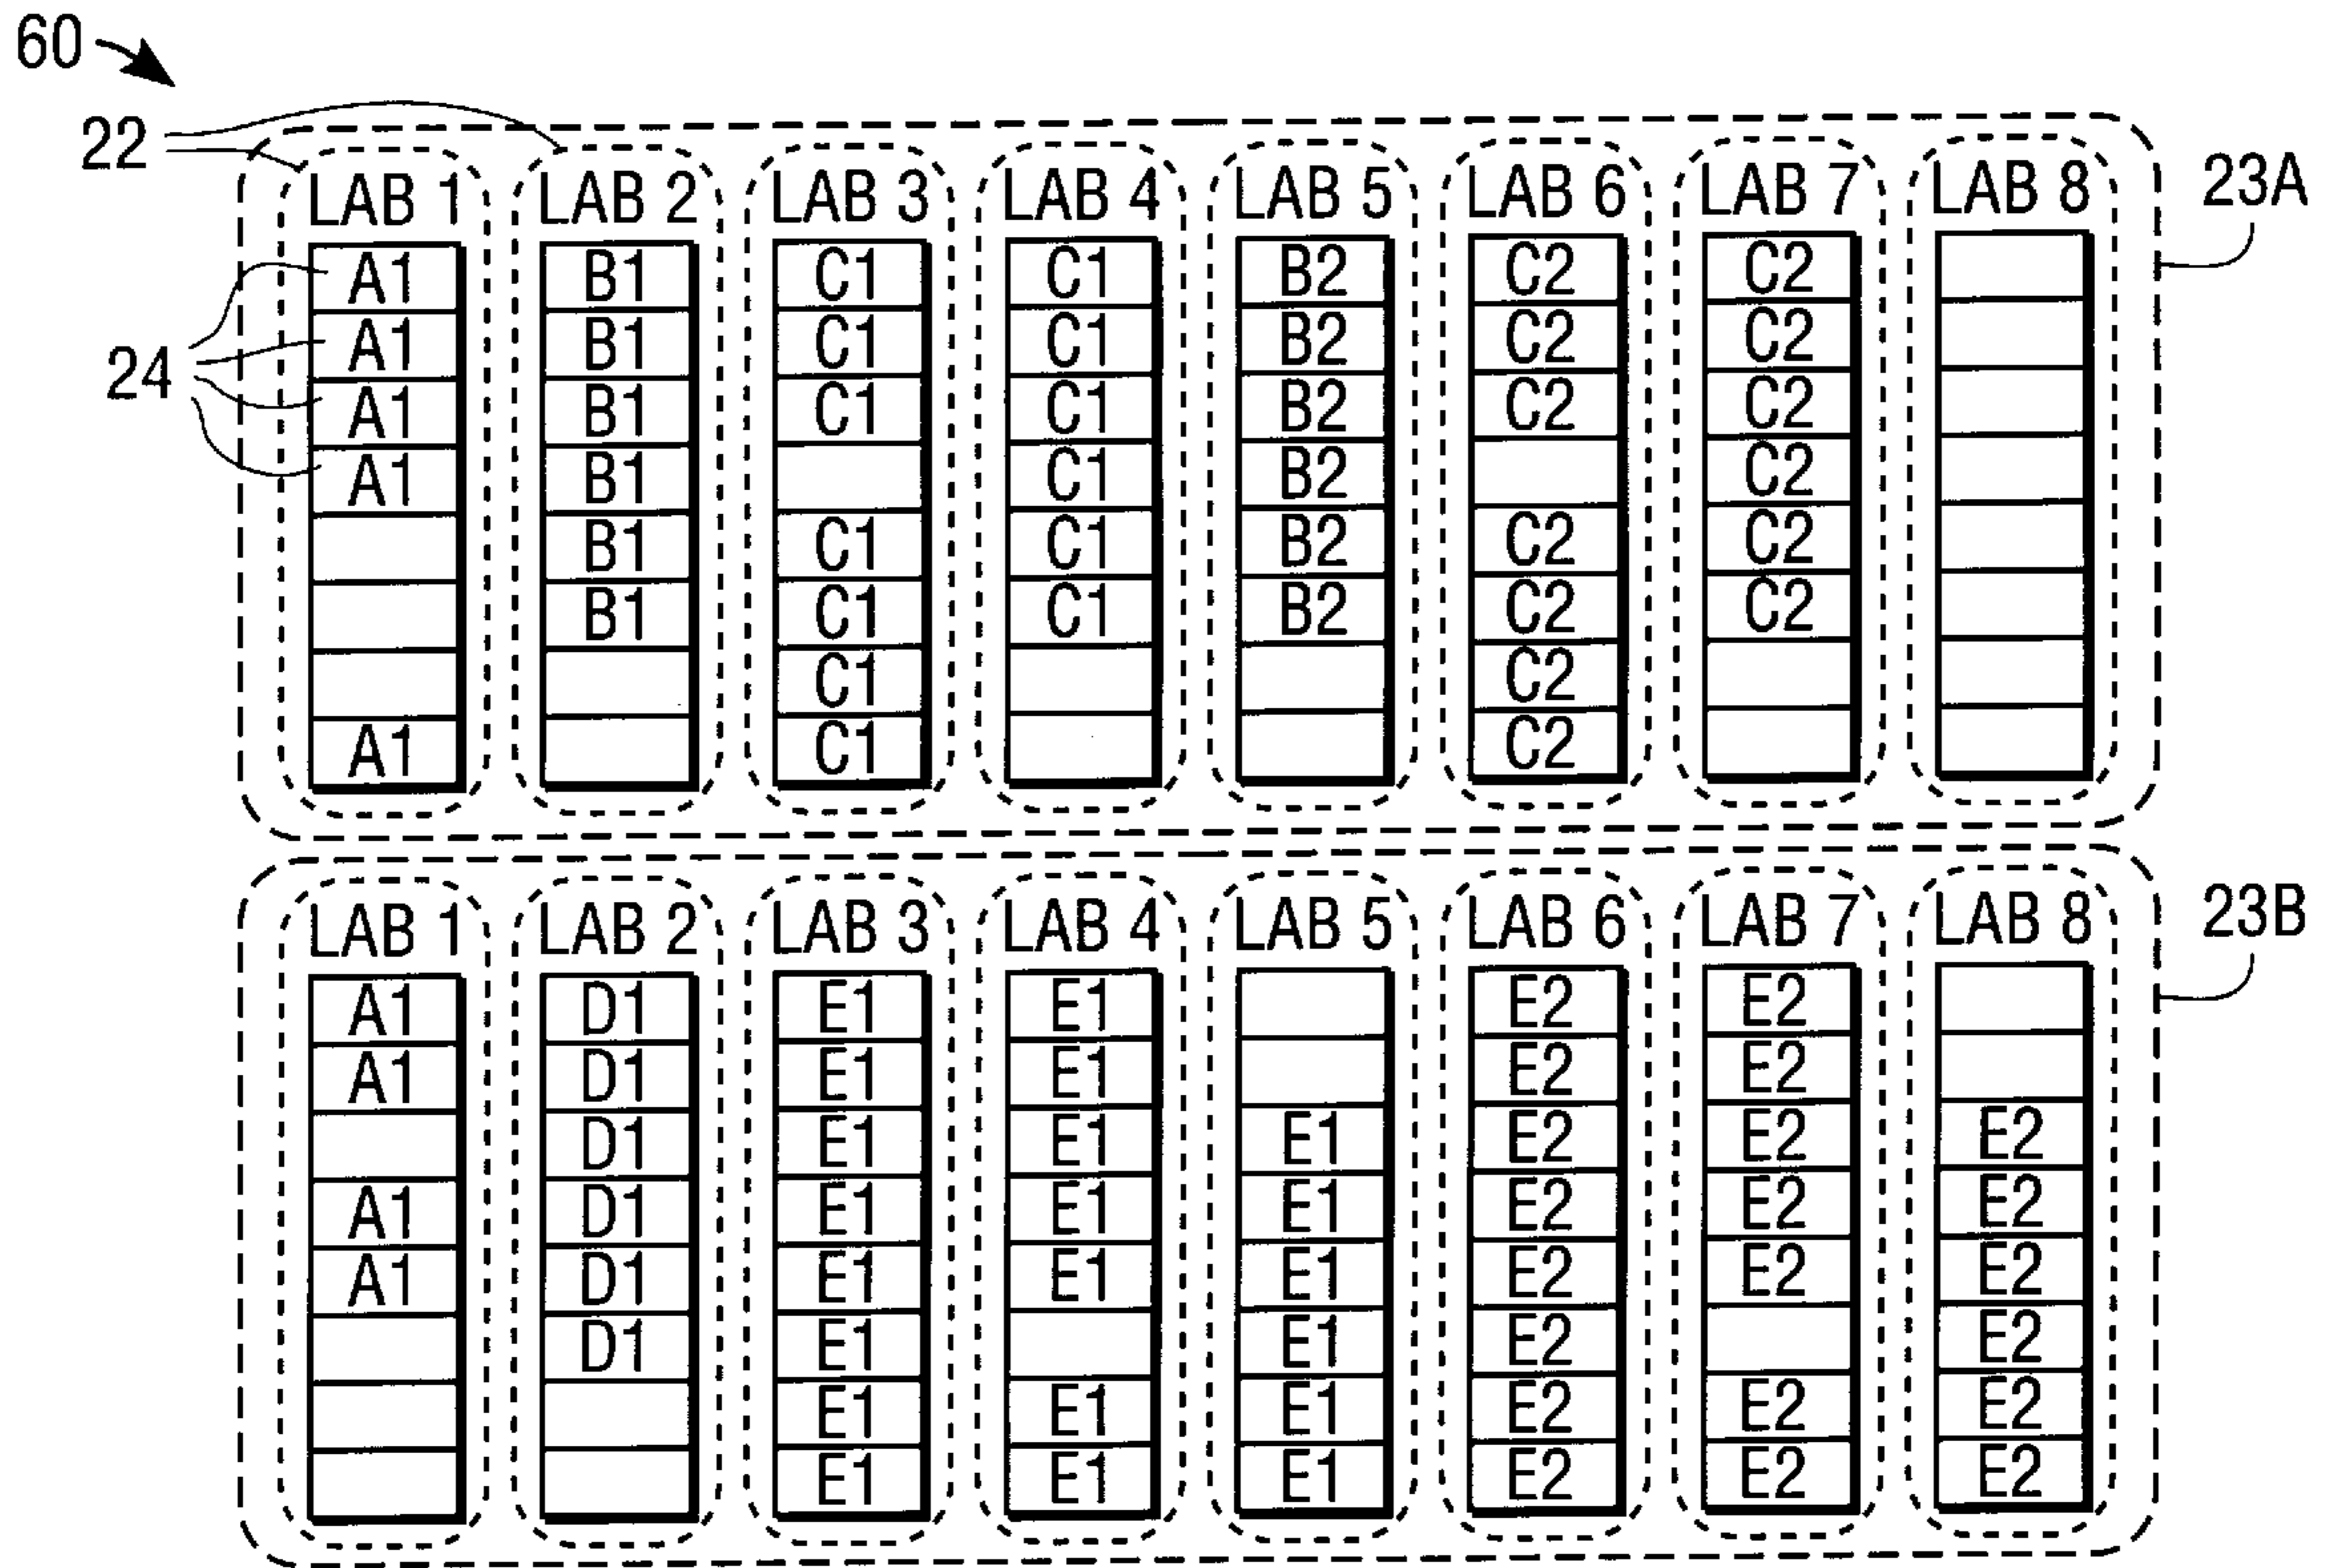 60
22
LAB 1 LAB 2 LAB 3 LAB 4 LAB 5 LAB 6 LAB 7 LAB 8
23A
A1 B1 C1 C1 B2 C2 C2
A1 B1 C1 C1 B2 C2 C2
24
A1 B1 C1 C1 B2 C2 C2
A1 B1 C1 B2 C2
B1 C1 C1 B2 C2 C2
B1 C1 C1 B2 C2 C2
C1 C2
A1 C1 C2
LAB 1 LAB 2 LAB 3 LAB 4 LAB 5 LAB 6 LAB 7 LAB 8
23B
A1 D1 E1 E1 E2 E2
A1 D1 E1 E1 E2 E2
D1 E1 E1 E1 E2 E2 E2
A1 D1 E1 E1 E1 E2 E2 E2
A1 D1 E1 E1 E1 E2 E2 E2
D1 E1 E1 E2 E2
E1 E1 E1 E2 E2 E2
E1 E1 E1 E2 E2 E2